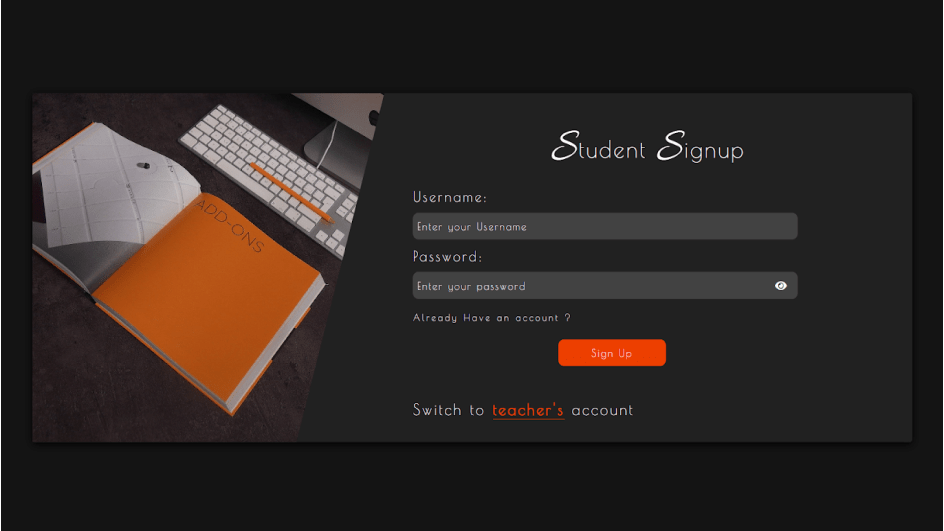 ADD-ONS
Student Signup
Username:
Enter your Username
Password:
Enter your password
Already Have an account ?
Sign Up
Switch to teacher's account